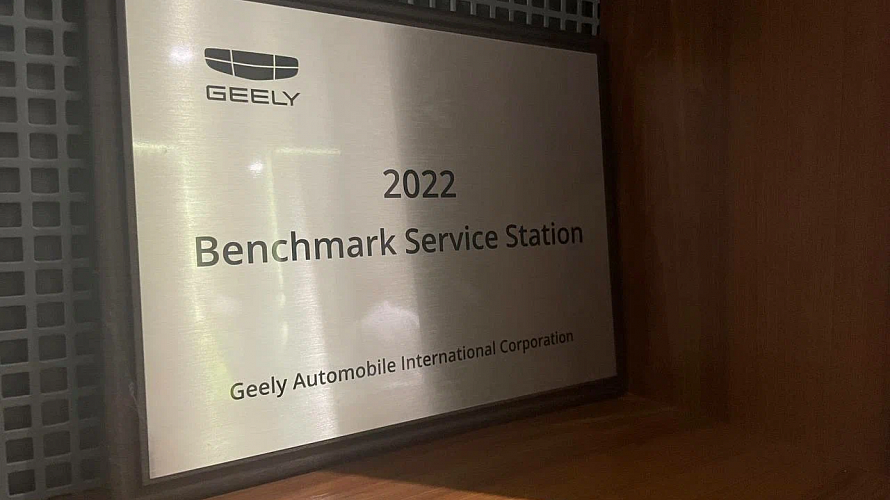 GEELY
2022
Benchmark Service Station
Geely Automobile International Corporation